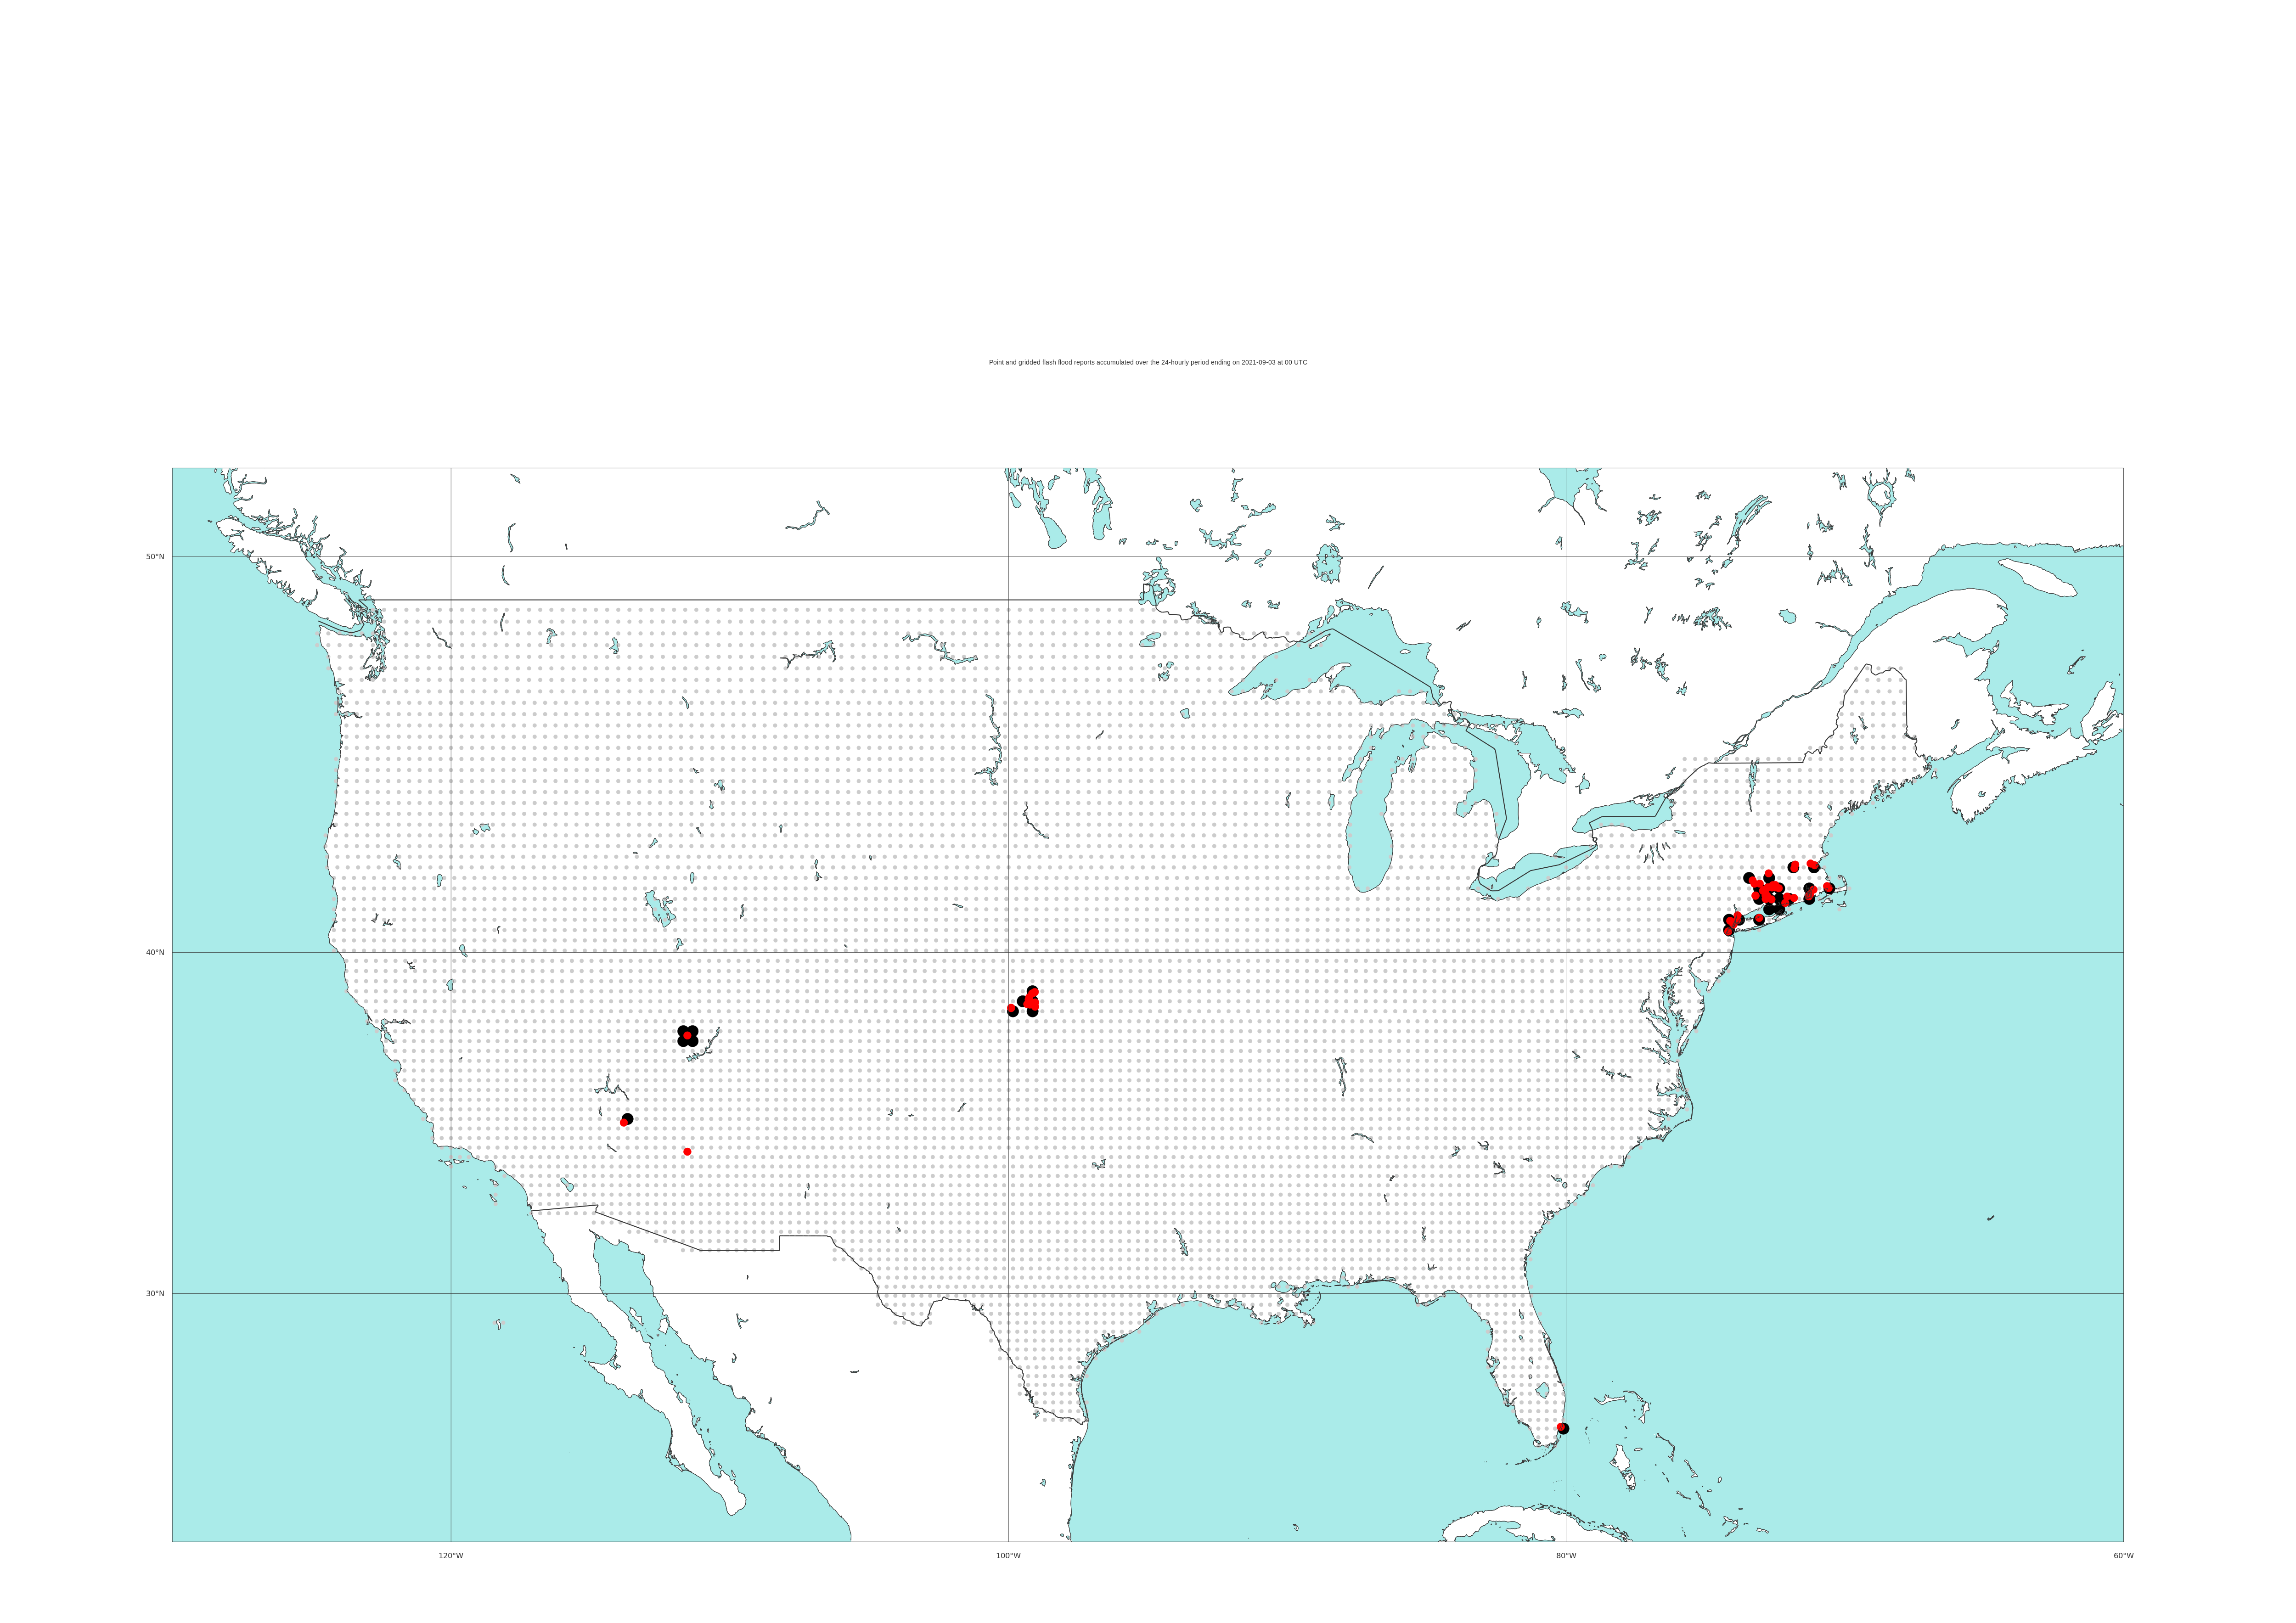 Point and gridded flash flood reports accumulated over the 24-hourly period ending on 2021-09-03 at 00 UTC
50°N
40°N
30°N
120°W
100°W
80°W
60°W